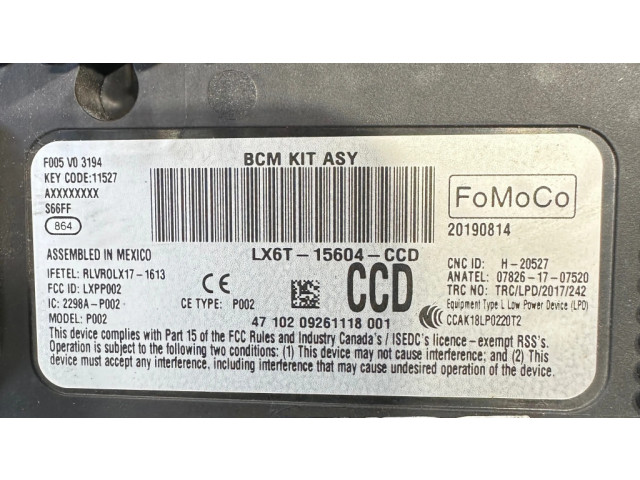 F005 V0 3194
KEY CODE:11527
AXXXXXXXX
S66FF
864
BCM KIT ASY
FoMoCo
20190814
ASSEMBLED IN MEXICO
IFETEL: RLVROLX17-1613
FCC ID: LXPP002
IC: 2298A-P002
MODEL: P002
CE
CE TYPE: P002
LX6T-15604-CCD
CCD
47 102 09261118 001
CNC ID: H-20527
ANATEL: 07826-17-07520
TRC NO: TRC/LPD/2017/242
Equipment Type L Low Power Device (LPD)
CCAK18LP0220T2
This device complies with Part 15 of the FCC Rules and Industry Canada's / ISEDC's licence - exempt RSS's.
Operation is subject to the following two conditions: (1) This may not cause interference; and (2) This
device must accept any interference, including interference that may cause undesired operation of the device.